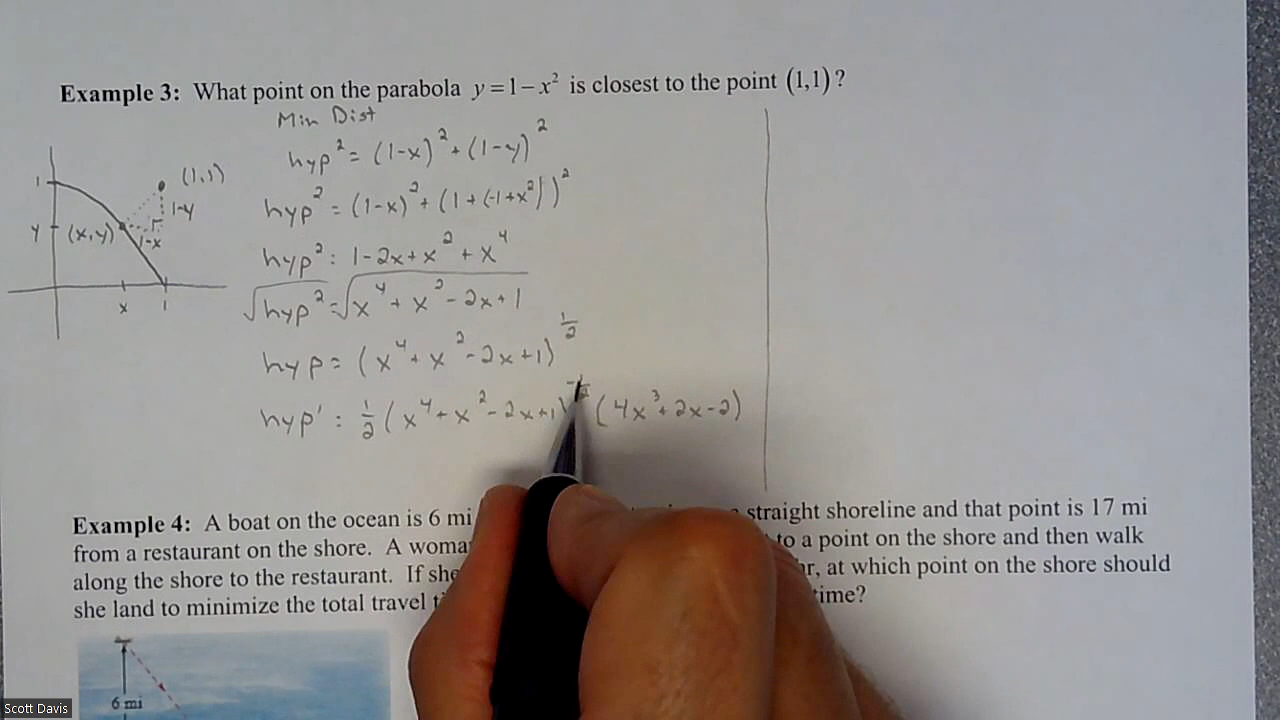 Example 3: What point on the parabola y = 1 − x² is closest to the point (1,1)?
Min Dist
hyp² = (1-x)² + (1-y)²
hyp² = (1-x)² + (1+(-1+x²))²
hyp² = 1-2x+x²+x⁴
√hyp² = √x⁴+x²-2x+1
hyp = (x⁴+x²-2x+1)^½
hyp' = ½(x⁴+x²-2x+1)^-½ (4x³+2x-2)
1
(1,1)
1-y
y
(x,y)
1-x
x
1
Example 4: A boat on the ocean is 6 mi straight shoreline and that point is 17 mi
from a restaurant on the shore. A to a point on the shore and then walk
along the shore to the restaurant. If at which point on the shore should
she land to minimize the total travel time?
6 mi
Scott Davis